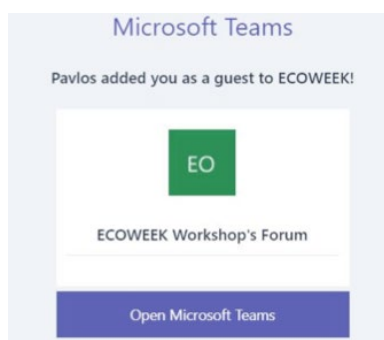 Microsoft Teams
Pavlos added you as a guest to ECOWEEK!
EO
ECOWEEK Workshop's Forum
Open Microsoft Teams